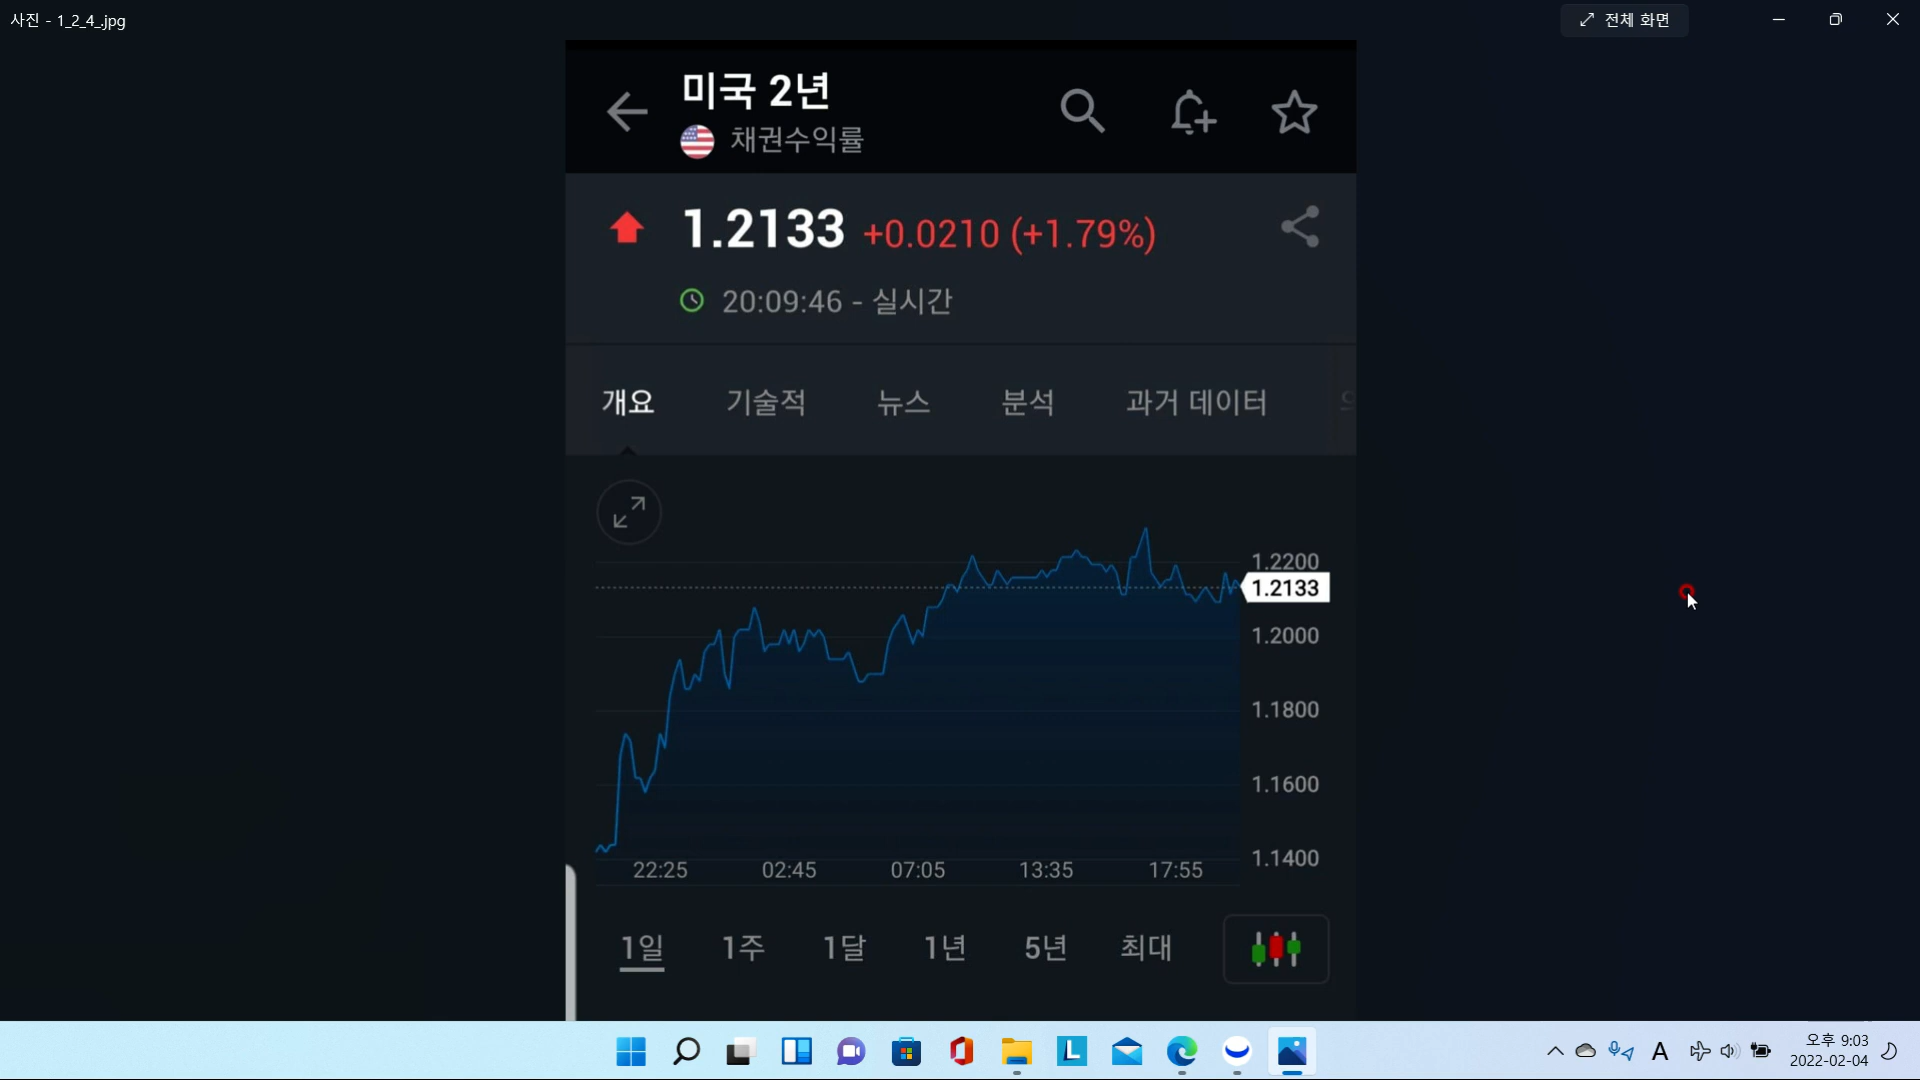 사진 - 1_2_4_.jpg
전체 화면
미국 2년
채권수익률
1.2133 +0.0210 (+1.79%)
20:09:46 - 실시간
개요 기술적 뉴스 분석 과거 데이터
1.2200
1.2133
1.2000
1.1800
1.1600
1.1400
22:25 02:45 07:05 13:35 17:55
1일 1주 1달 1년 5년 최대
A
오후 9:03
2022-02-04